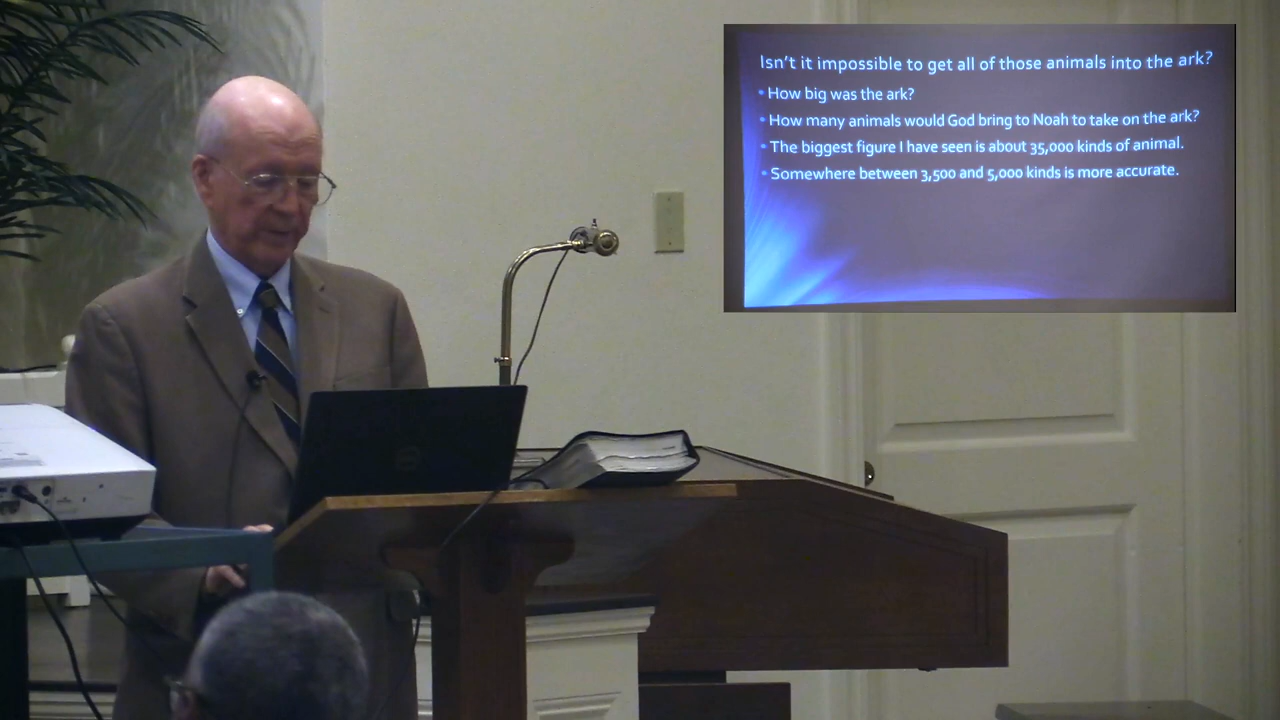 Isn't it impossible to get all of those animals into the ark?
• How big was the ark?
• How many animals would God bring to Noah to take on the ark?
• The biggest figure I have seen is about 35,000 kinds of animal.
• Somewhere between 3,500 and 5,000 kinds is more accurate.